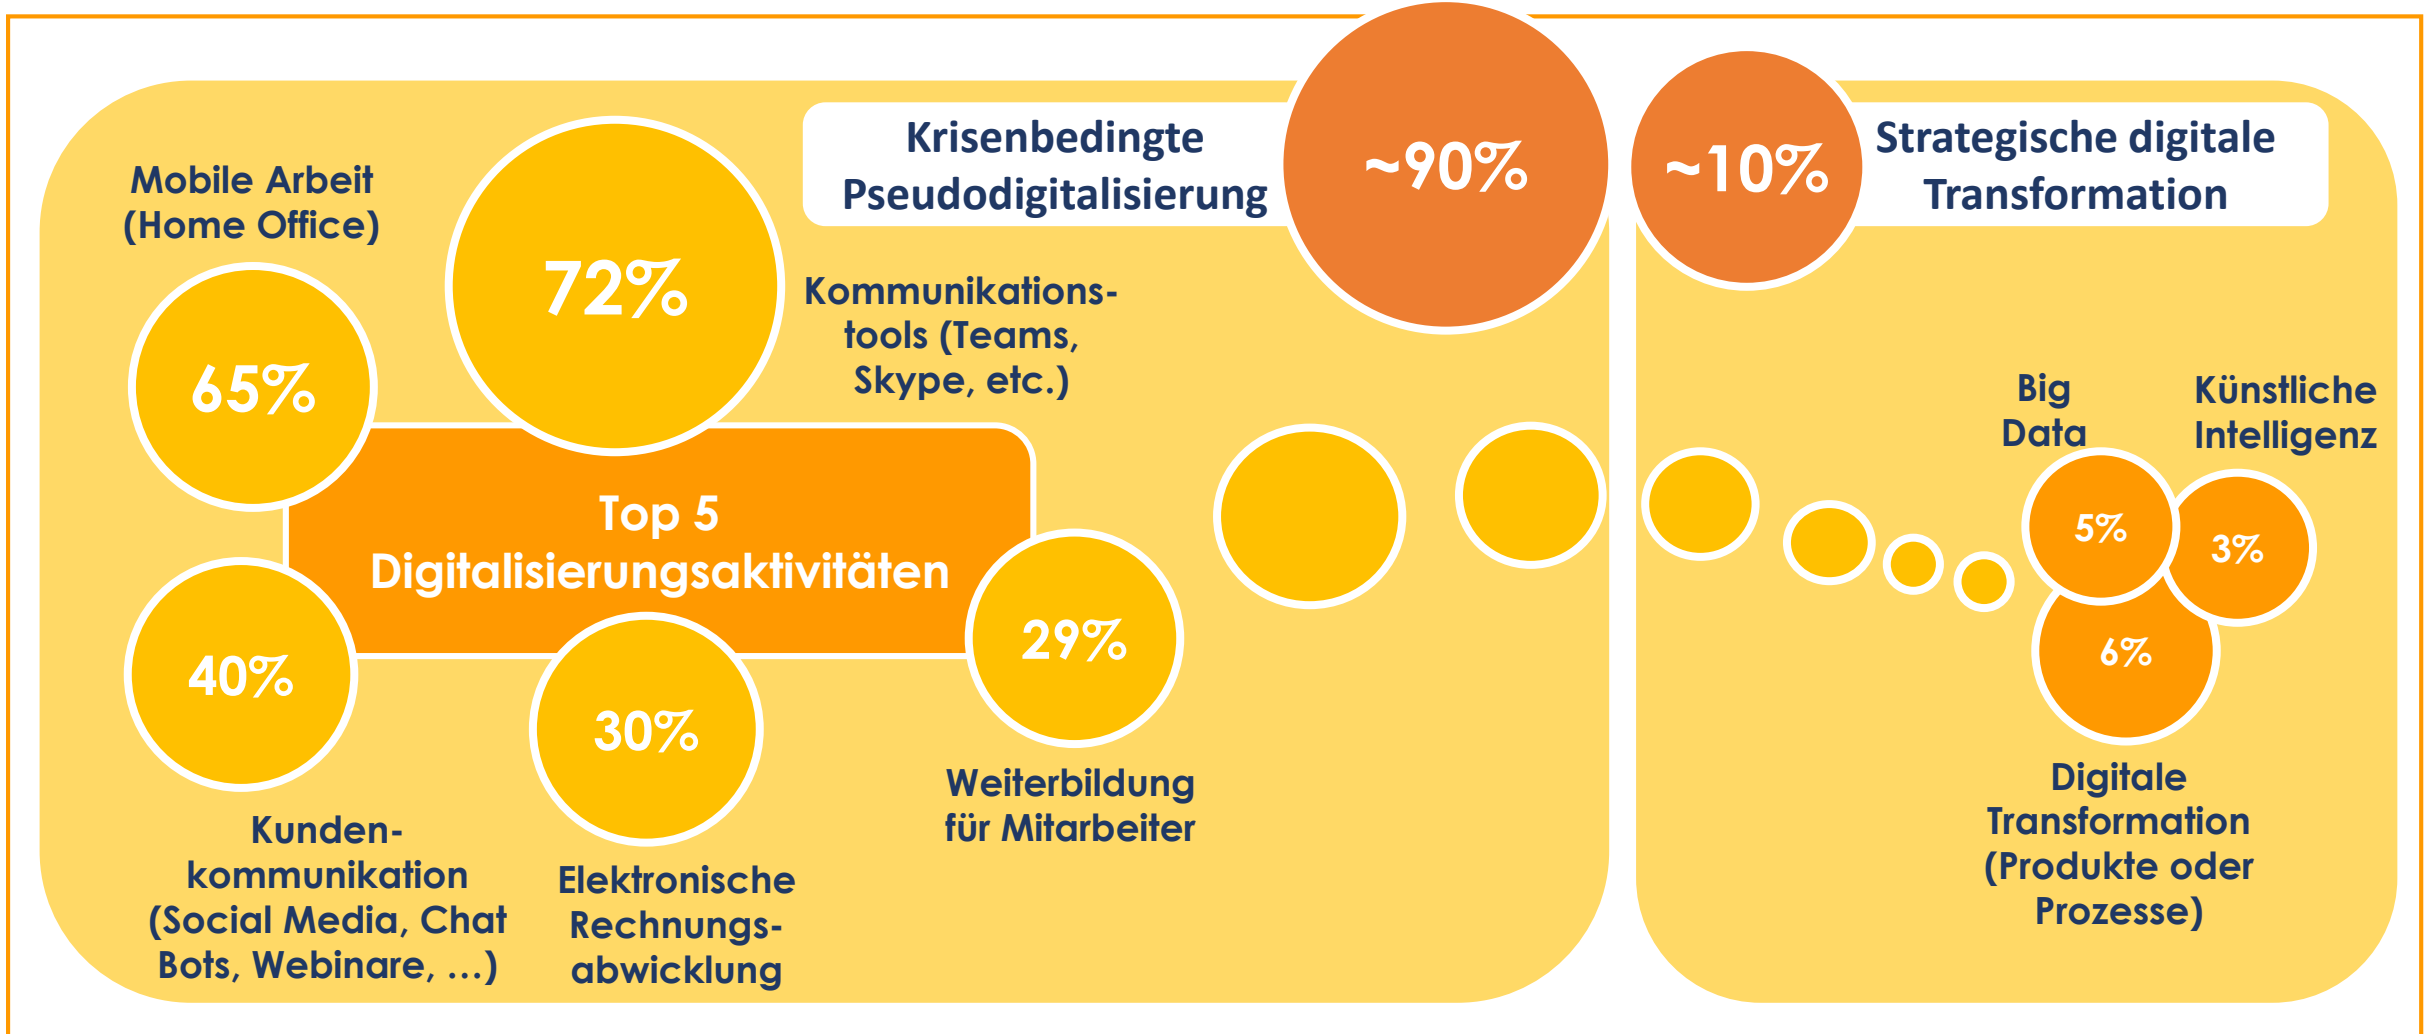 Krisenbedingte
Pseudodigitalisierung
~90%
Mobile Arbeit
(Home Office)
65%
72%
Kommunikations-
tools (Teams,
Skype, etc.)
Top 5
Digitalisierungsaktivitäten
40%
Kunden-
kommunikation
(Social Media, Chat
Bots, Webinare, ...)
30%
Elektronische
Rechnungs-
abwicklung
29%
Weiterbildung
für Mitarbeiter
~10%
Strategische digitale
Transformation
Big
Data
5%
Künstliche
Intelligenz
3%
6%
Digitale
Transformation
(Produkte oder
Prozesse)